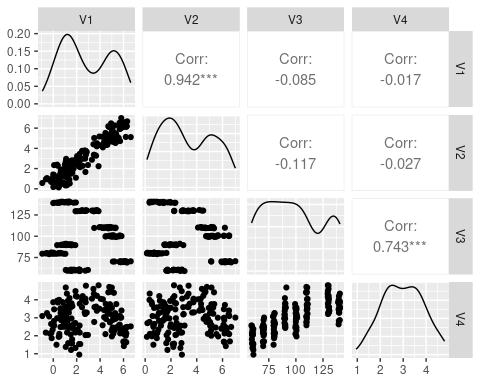 V1 V2 V3 V4
0.20
0.15
0.10
0.05
0.00
Corr:
0.942***
Corr:
-0.085
Corr:
-0.017
V1
6
4
2
0
Corr:
-0.117
Corr:
-0.027
V2
125
100
75
Corr:
0.743***
V3
4
3
2
1
V4
0 2 4 6 0 2 4 6 75 100 125 1 2 3 4